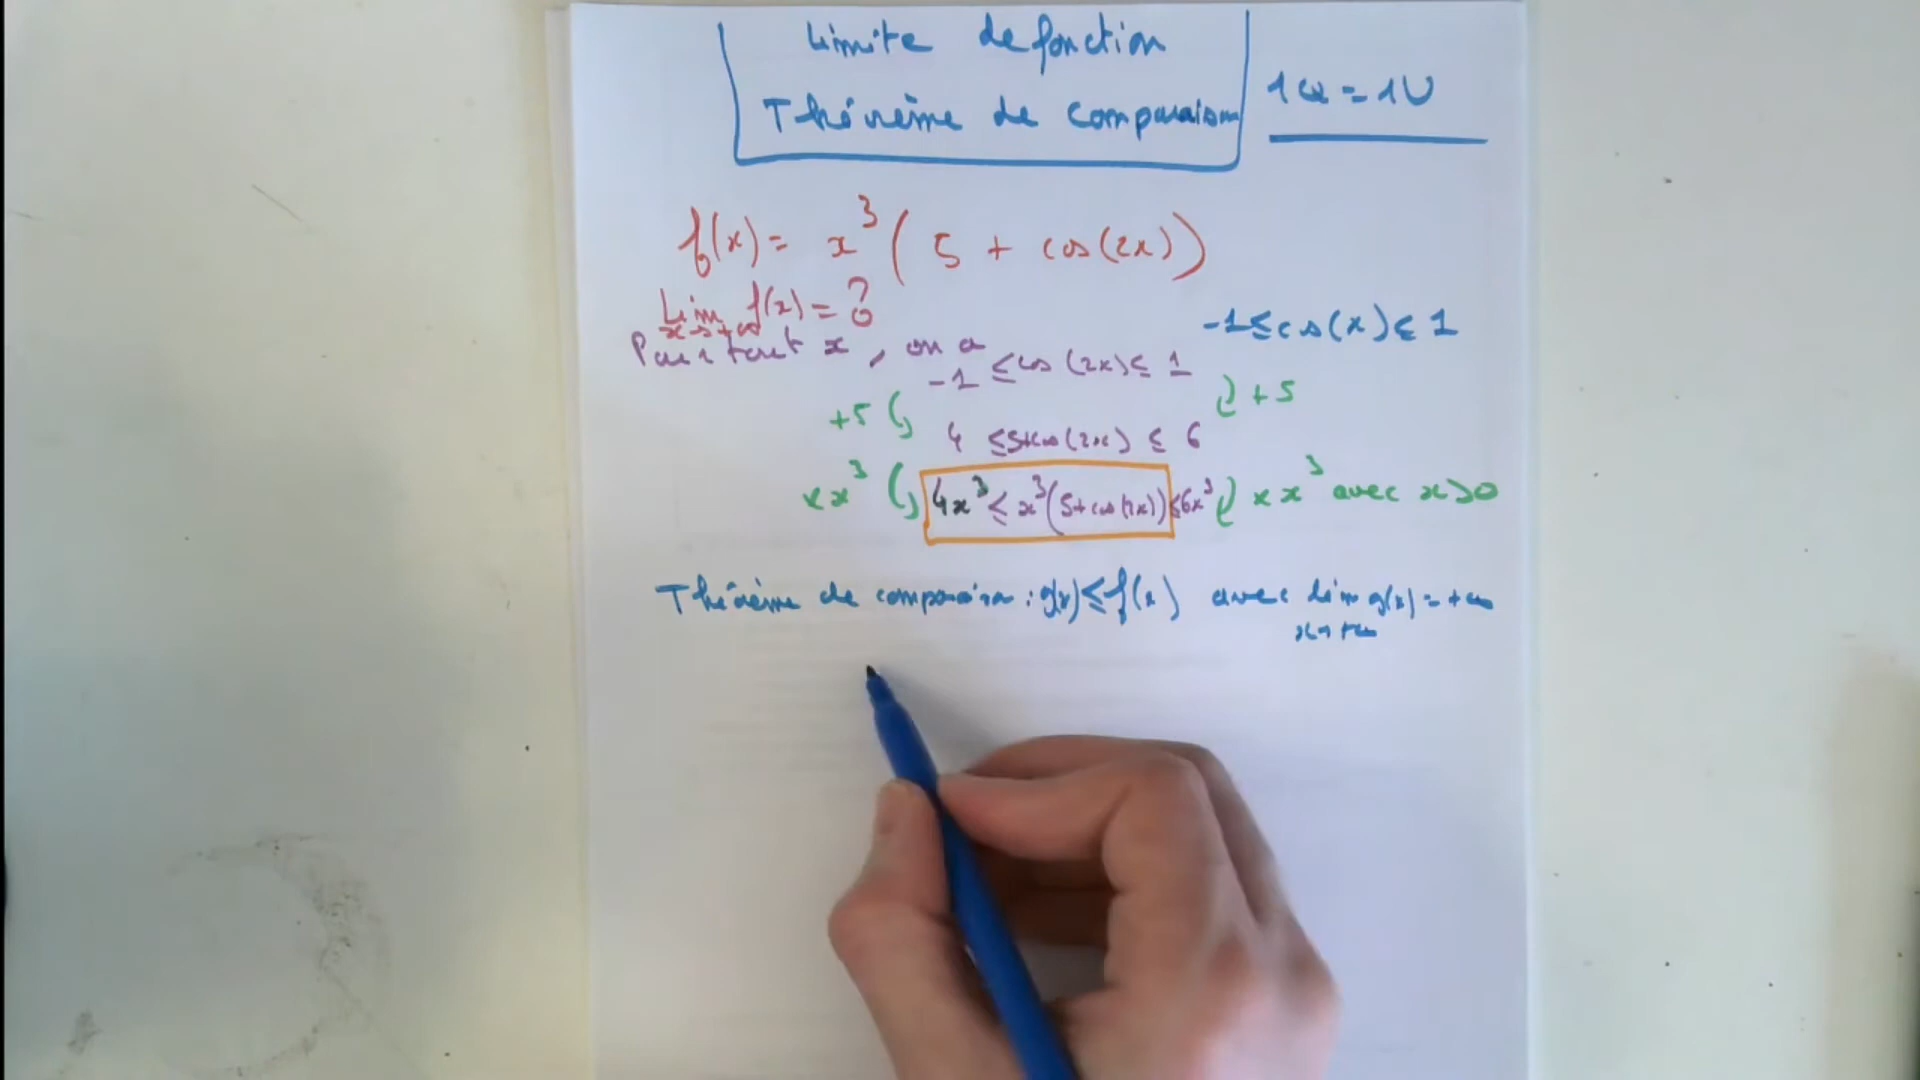 Limite de fonction
Théorème de comparaison
1Q = 1V
f(x) = x³ ( 5 + cos(2x))
Lim f(x) = ?
x→+∞
-1 ≤ cos(x) ≤ 1
Pour tout x, on a
-1 ≤ cos (2x) ≤ 1
+5 +5
4 ≤ 5+cos(2x) ≤ 6
×x³ 4x³ ≤ x³(5+cos(2x)) ≤ 6x³ × x³ avec x>0
Théorème de comparaison : g(x) ≤ f(x) avec lim g(x) = +∞
x→+∞